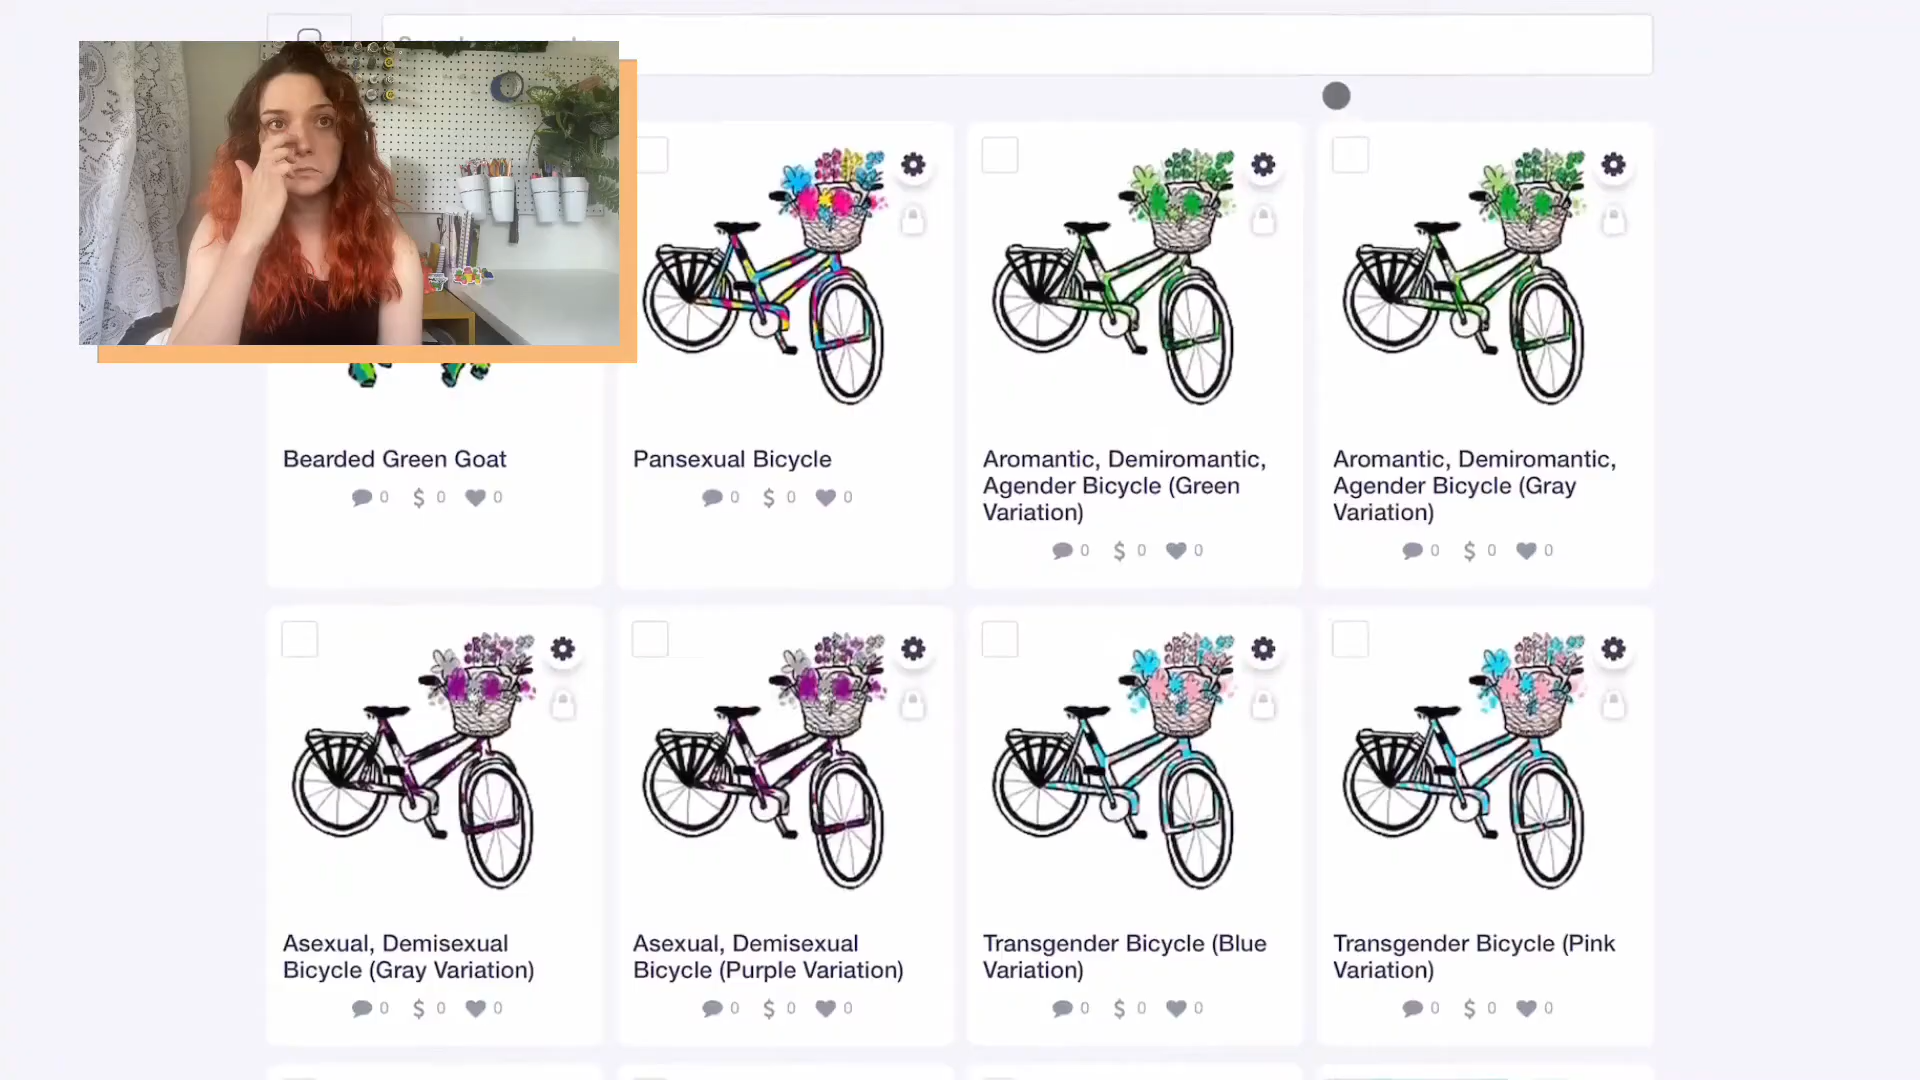 Bearded Green Goat
Pansexual Bicycle
Aromantic, Demiromantic,
Agender Bicycle (Green
Variation)
Aromantic, Demiromantic,
Agender Bicycle (Gray
Variation)
0 $ 0 0
0 $ 0 0
0 $ 0 0
0 $ 0 0
Asexual, Demisexual
Bicycle (Gray Variation)
Asexual, Demisexual
Bicycle (Purple Variation)
Transgender Bicycle (Blue
Variation)
Transgender Bicycle (Pink
Variation)
0 $ 0 0
0 $ 0 0
0 $ 0 0
0 $ 0 0